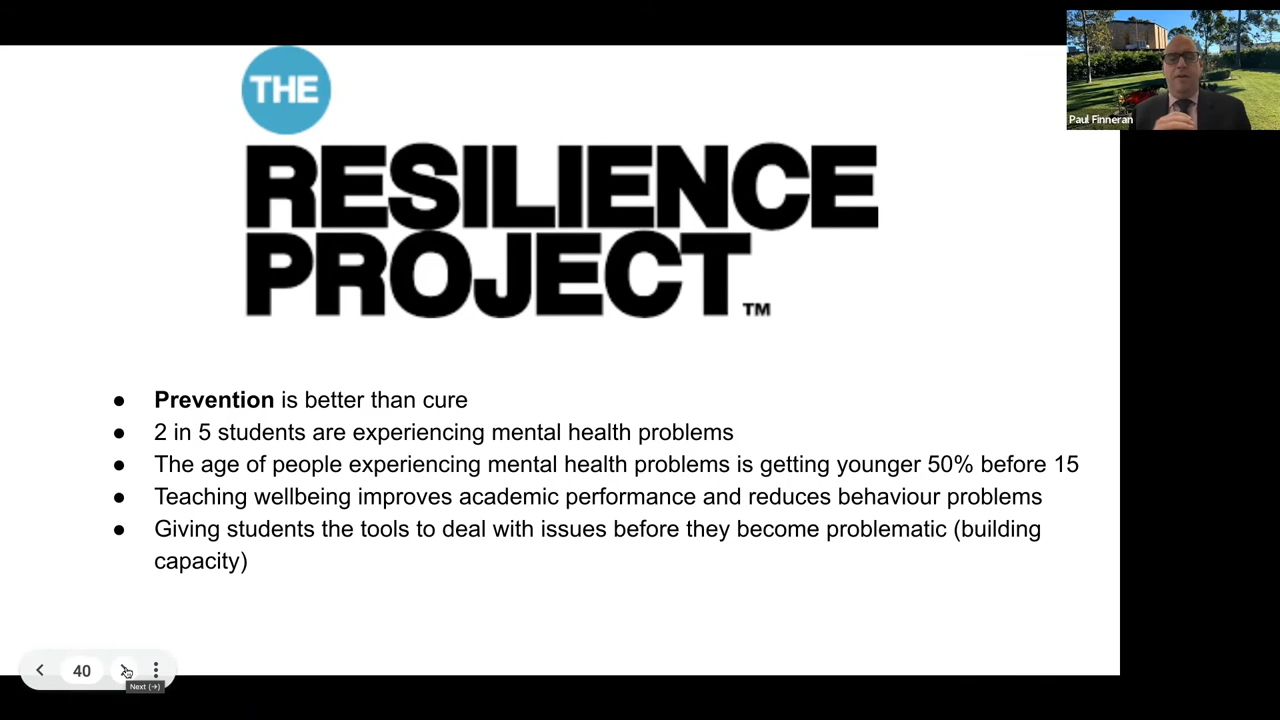 THE
RESILIENCE
PROJECT™
Paul Finneran
● Prevention is better than cure
● 2 in 5 students are experiencing mental health problems
● The age of people experiencing mental health problems is getting younger 50% before 15
● Teaching wellbeing improves academic performance and reduces behaviour problems
● Giving students the tools to deal with issues before they become problematic (building
capacity)
40
Next (→)